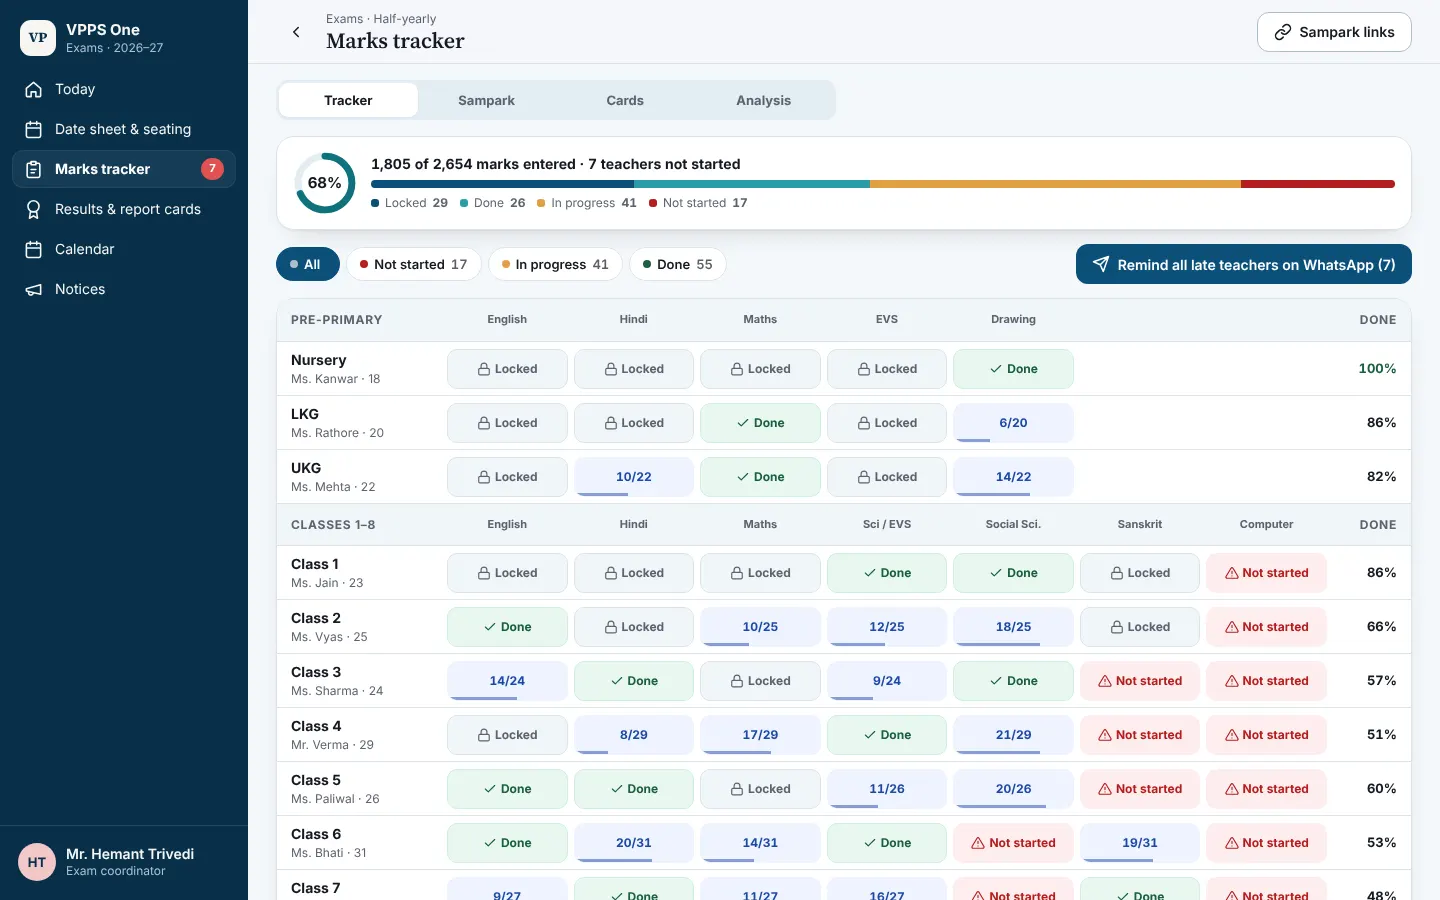 VP
VPPS One
Exams · 2026–27
Today
Date sheet & seating
Marks tracker 7
Results & report cards
Calendar
Notices
HT
Mr. Hemant Trivedi
Exam coordinator
Exams · Half-yearly
Marks tracker
Sampark links
Tracker Sampark Cards Analysis
68%
1,805 of 2,654 marks entered · 7 teachers not started
Locked 29 Done 26 In progress 41 Not started 17
All Not started 17 In progress 41 Done 55
Remind all late teachers on WhatsApp (7)
PRE-PRIMARY English Hindi Maths EVS Drawing DONE
Nursery
Ms. Kanwar · 18
Locked Locked Locked Locked Done 100%
LKG
Ms. Rathore · 20
Locked Locked Done Locked 6/20 86%
UKG
Ms. Mehta · 22
Locked 10/22 Done Locked 14/22 82%
CLASSES 1–8 English Hindi Maths Sci / EVS Social Sci. Sanskrit Computer DONE
Class 1
Ms. Jain · 23
Locked Locked Locked Done Done Locked Not started 86%
Class 2
Ms. Vyas · 25
Done Locked 10/25 12/25 18/25 Locked Not started 66%
Class 3
Ms. Sharma · 24
14/24 Done Locked 9/24 Done Not started Not started 57%
Class 4
Mr. Verma · 29
Locked 8/29 17/29 Done 21/29 Not started Not started 51%
Class 5
Ms. Paliwal · 26
Done Done Locked 11/26 20/26 Not started Not started 60%
Class 6
Ms. Bhati · 31
Done 20/31 14/31 Done Not started 19/31 Not started 53%
Class 7
9/27 Done 11/27 16/27 Not started Done Not started 48%